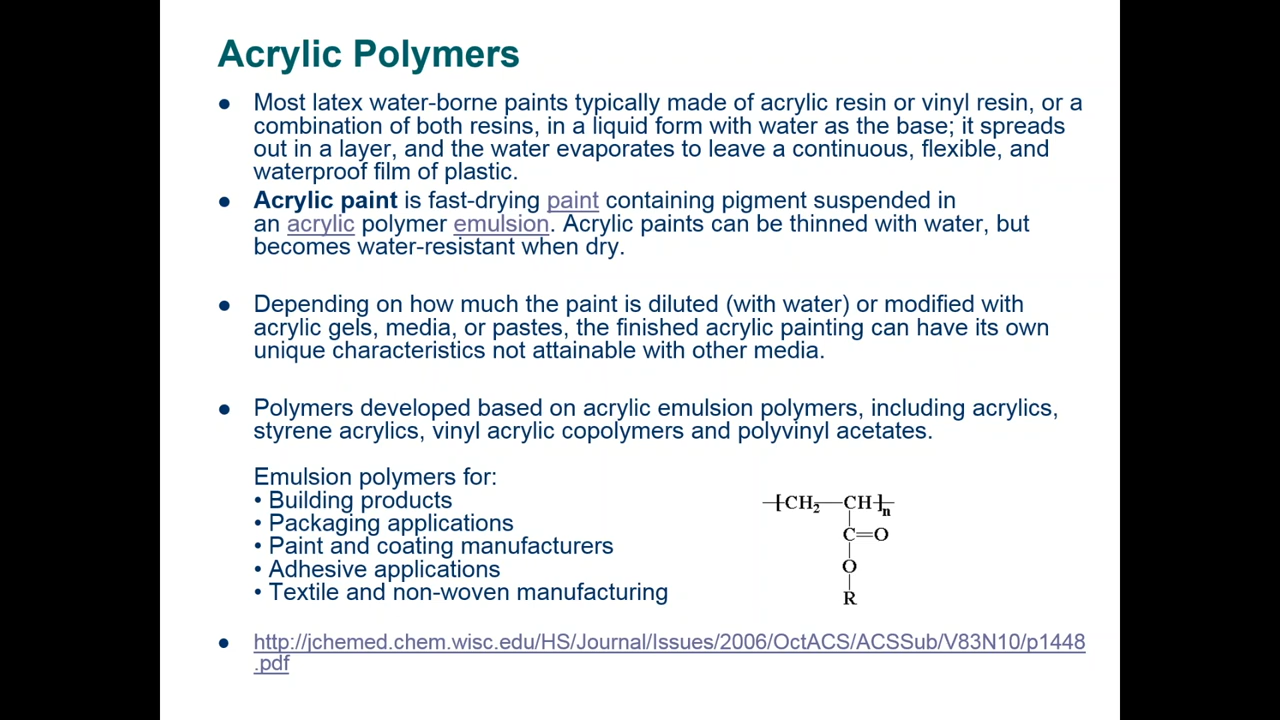 Acrylic Polymers
● Most latex water-borne paints typically made of acrylic resin or vinyl resin, or a
combination of both resins, in a liquid form with water as the base; it spreads
out in a layer, and the water evaporates to leave a continuous, flexible, and
waterproof film of plastic.
● Acrylic paint is fast-drying paint containing pigment suspended in
an acrylic polymer emulsion. Acrylic paints can be thinned with water, but
becomes water-resistant when dry.
● Depending on how much the paint is diluted (with water) or modified with
acrylic gels, media, or pastes, the finished acrylic painting can have its own
unique characteristics not attainable with other media.
● Polymers developed based on acrylic emulsion polymers, including acrylics,
styrene acrylics, vinyl acrylic copolymers and polyvinyl acetates.
Emulsion polymers for:
• Building products
• Packaging applications
• Paint and coating manufacturers
• Adhesive applications
• Textile and non-woven manufacturing
-[CH₂—CH]-n
C=O
O
R
● http://jchemed.chem.wisc.edu/HS/Journal/Issues/2006/OctACS/ACSSub/V83N10/p1448
.pdf